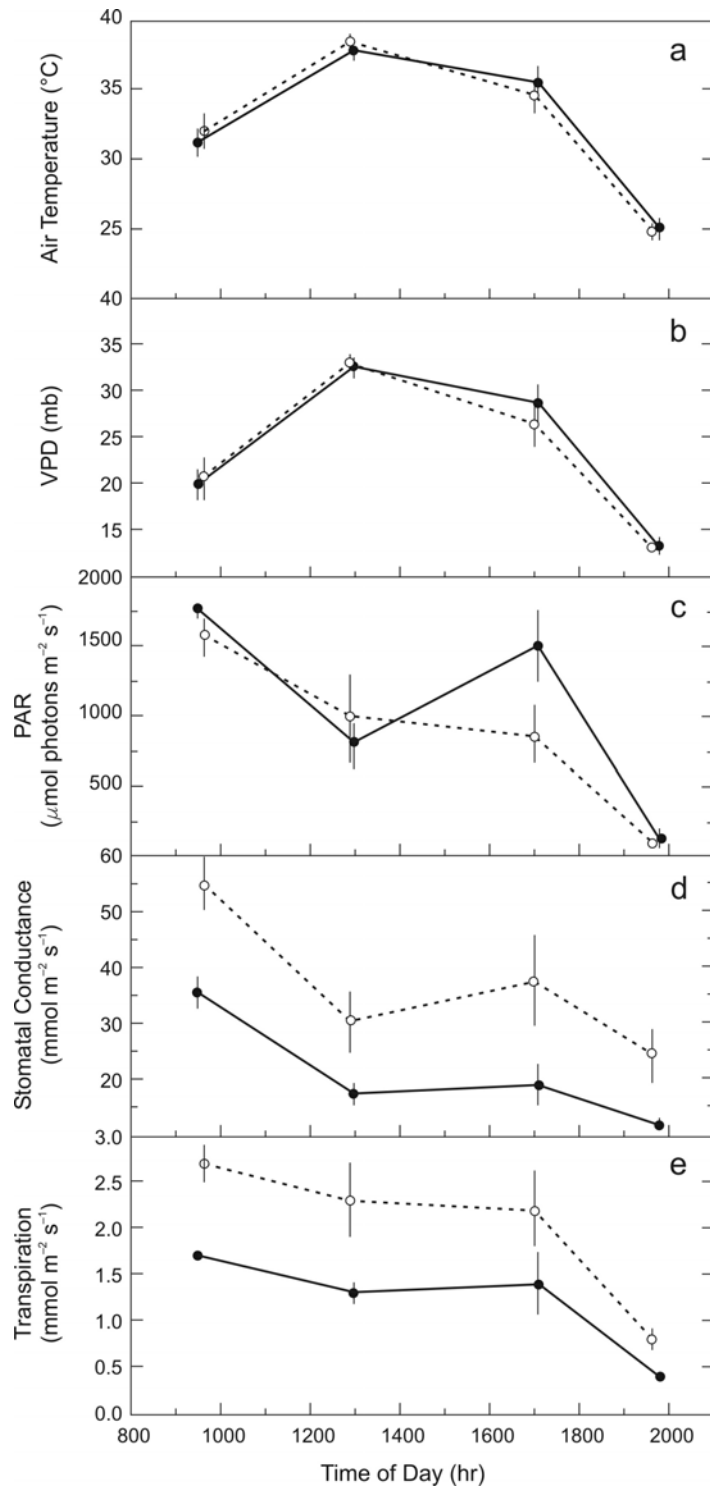 40
35
30
25
40
Air Temperature (°C)
a
35
30
25
20
15
2000
VPD (mb)
b
1500
1000
500
60
PAR
(μmol photons m⁻² s⁻¹)
c
50
40
30
20
3.0
Stomatal Conductance
(mmol m⁻² s⁻¹)
d
2.5
2.0
1.5
1.0
0.5
0.0
Transpiration
(mmol m⁻² s⁻¹)
e
800 1000 1200 1400 1600 1800 2000
Time of Day (hr)